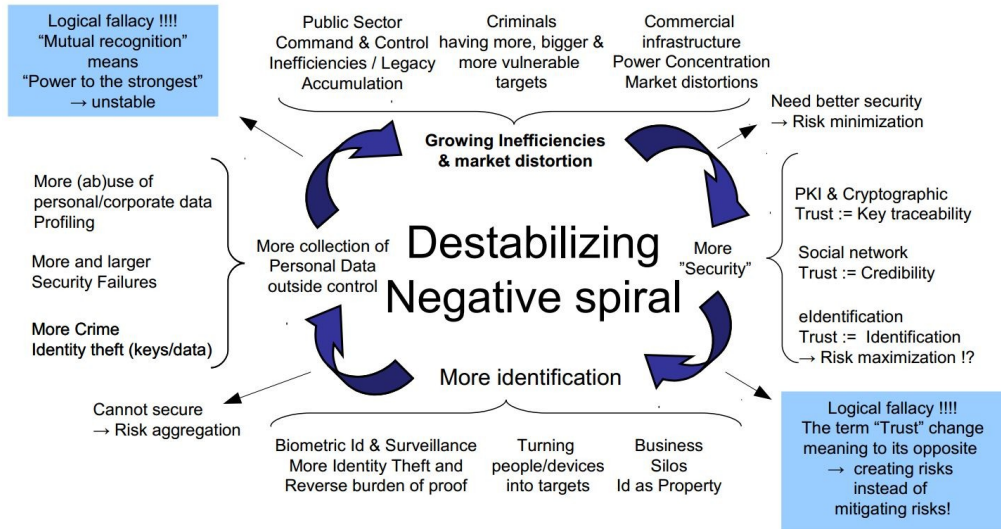 Logical fallacy !!!!
“Mutual recognition”
means
“Power to the strongest”
→ unstable
Public Sector
Command & Control
Inefficiencies / Legacy
Accumulation
Criminals
having more, bigger &
more vulnerable
targets
Commercial
infrastructure
Power Concentration
Market distortions
Growing Inefficiencies
& market distortion
Need better security
→ Risk minimization
More (ab)use of
personal/corporate data
Profiling
More and larger
Security Failures
More Crime
Identity theft (keys/data)
More collection of
Personal Data
outside control
Destabilizing
Negative spiral
More
"Security"
PKI & Cryptographic
Trust := Key traceability
Social network
Trust := Credibility
eIdentification
Trust := Identification
→ Risk maximization !?
More identification
Cannot secure
→ Risk aggregation
Biometric Id & Surveillance
More Identity Theft and
Reverse burden of proof
Turning
people/devices
into targets
Business
Silos
Id as Property
Logical fallacy !!!!
The term “Trust” change
meaning to its opposite
→ creating risks
instead of
mitigating risks!